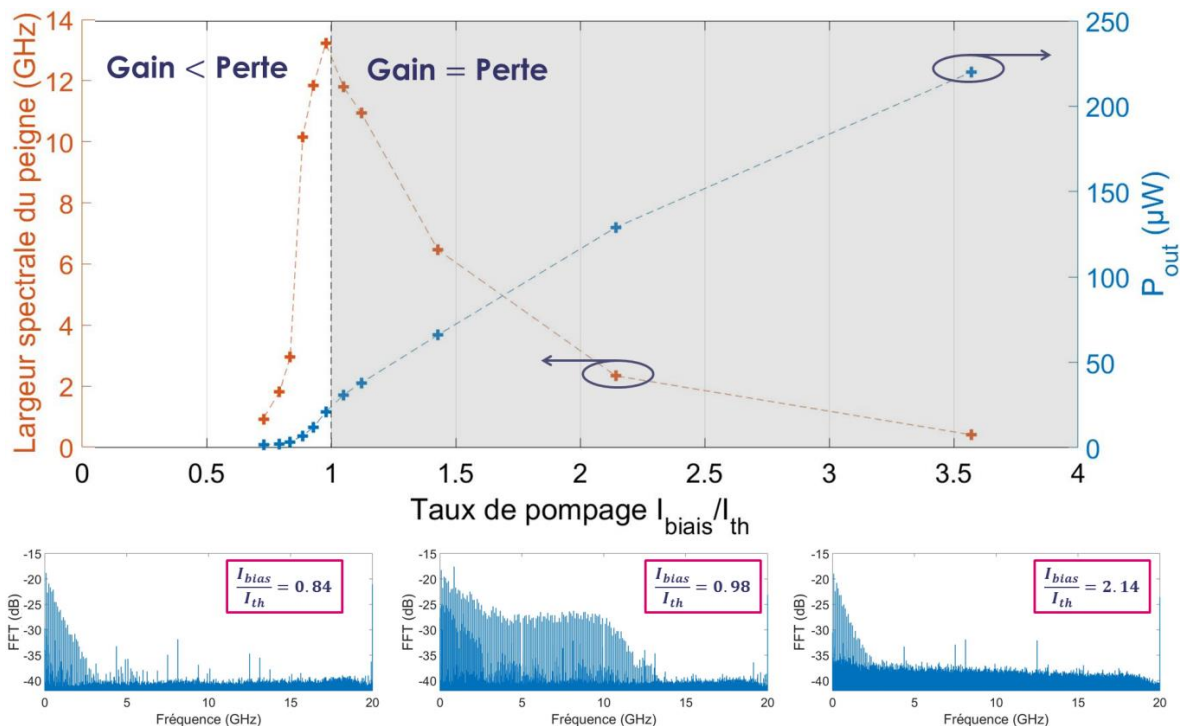 Largeur spectrale du peigne (GHz)
14
12
10
8
6
4
2
0
Gain < Perte
Gain = Perte
250
200
150
100
50
0
P_out (μW)
0 0.5 1 1.5 2 2.5 3 3.5 4
Taux de pompage I_biais/I_th
FFT (dB)
-15
-20
-25
-30
-35
-40
I_bias/I_th = 0.84
0 5 10 15 20
Fréquence (GHz)
FFT (dB)
-15
-20
-25
-30
-35
-40
I_bias/I_th = 0.98
0 5 10 15 20
Fréquence (GHz)
FFT (dB)
-15
-20
-25
-30
-35
-40
I_bias/I_th = 2.14
0 5 10 15 20
Fréquence (GHz)